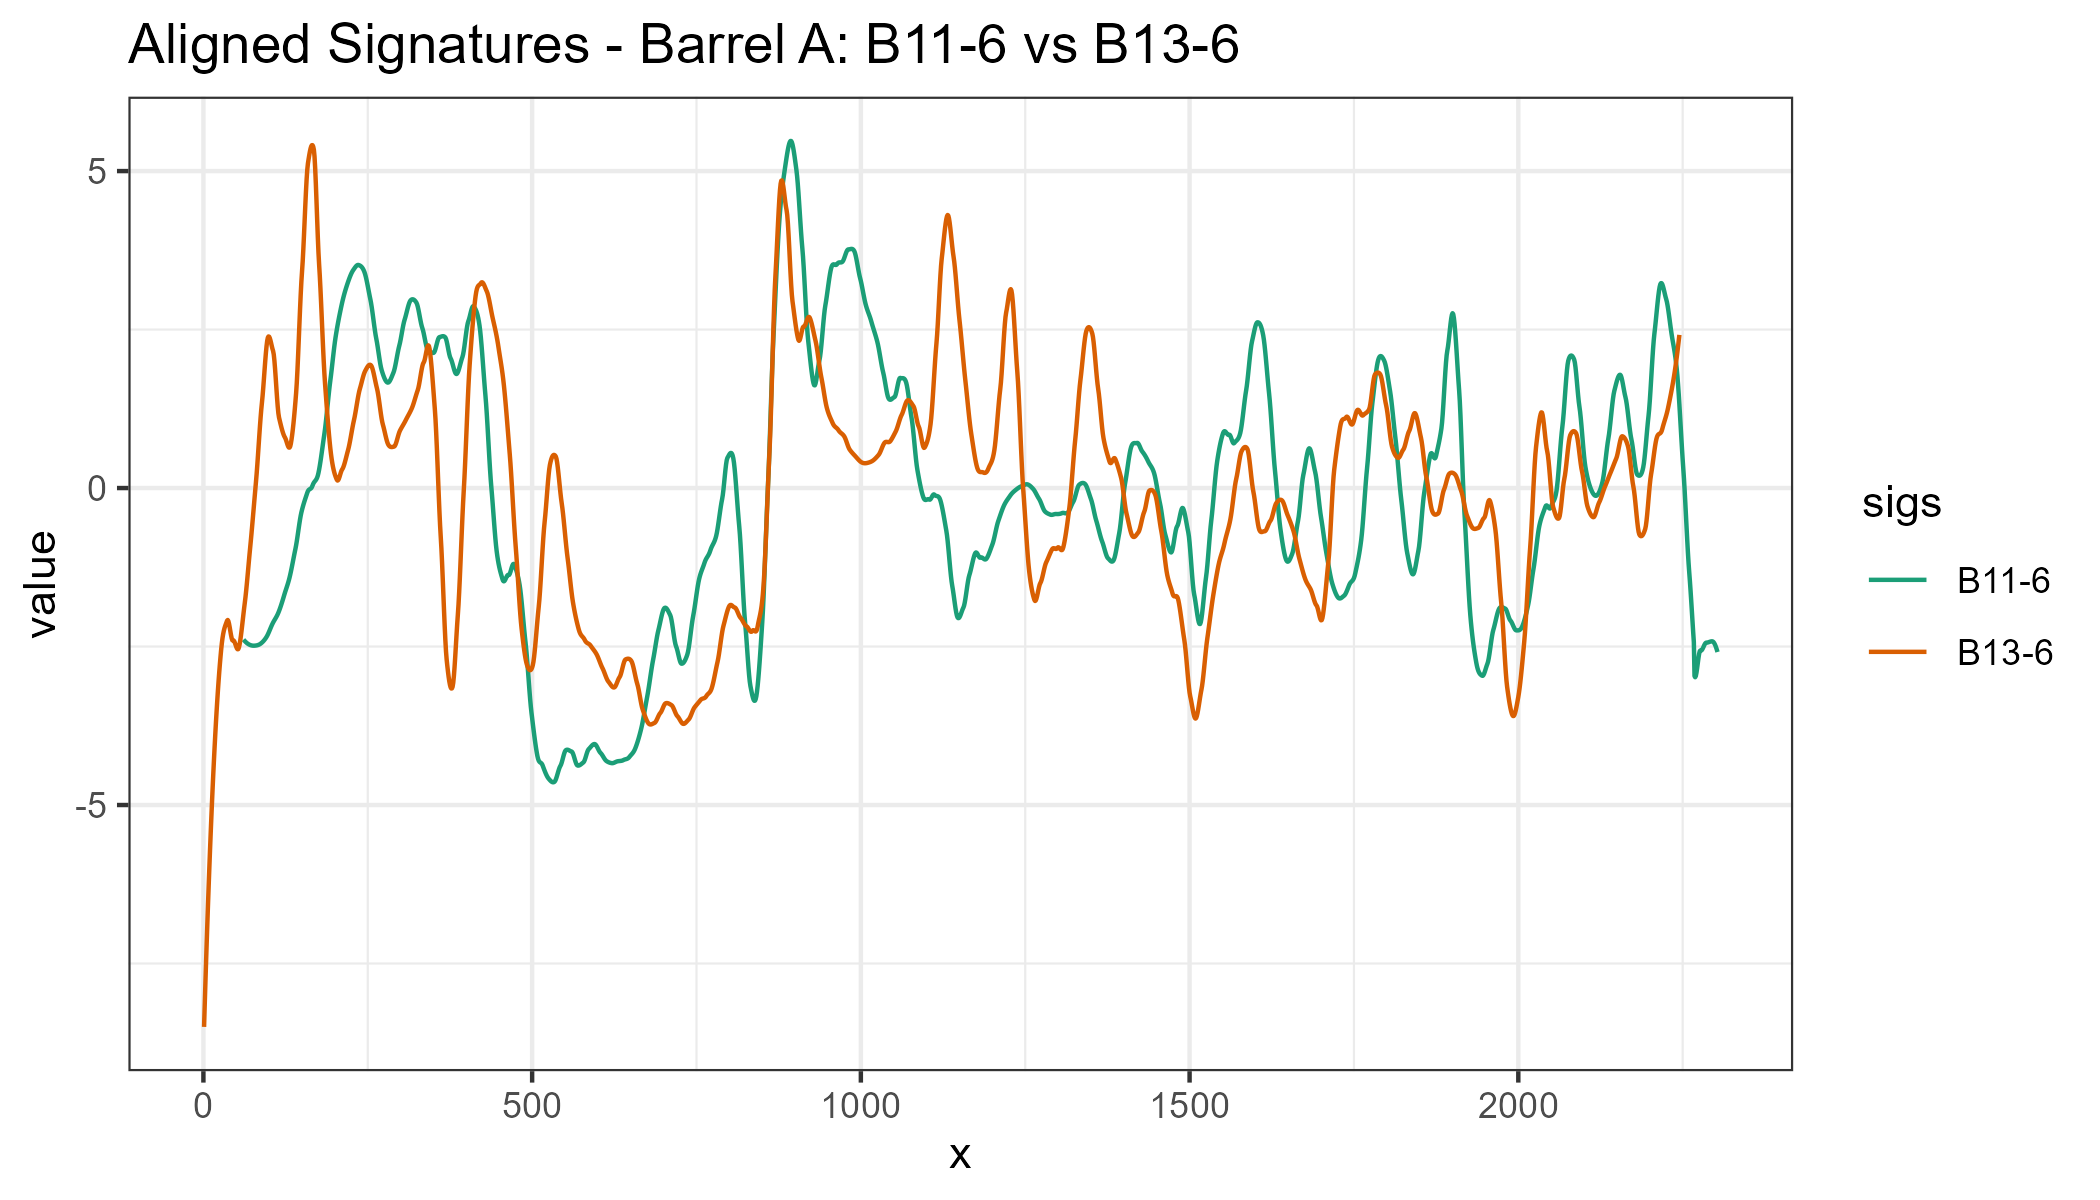 Aligned Signatures - Barrel A: B11-6 vs B13-6
5
0
-5
value
0 500 1000 1500 2000
x
sigs
B11-6
B13-6